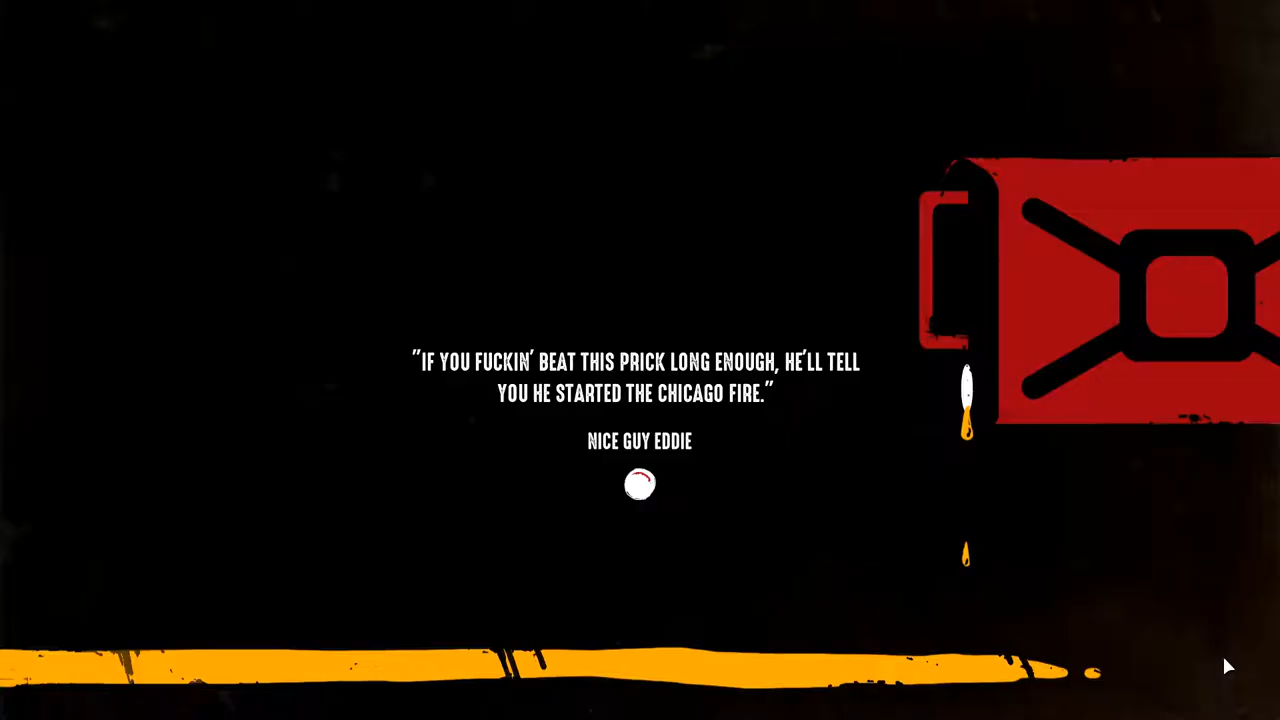 "IF YOU FUCKIN' BEAT THIS PRICK LONG ENOUGH, HE'LL TELL
YOU HE STARTED THE CHICAGO FIRE."
NICE GUY EDDIE